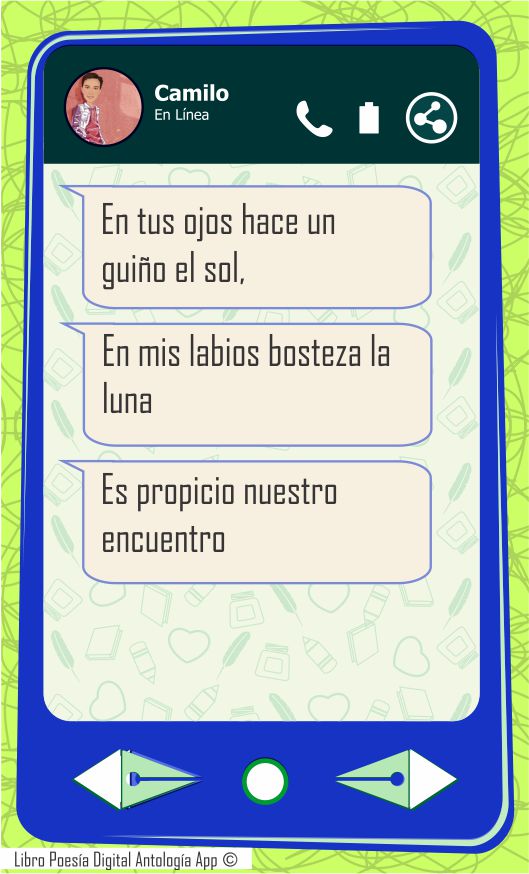 Camilo
En Línea
En tus ojos hace un
guiño el sol,
En mis labios bosteza la
luna
Es propicio nuestro
encuentro
Libro Poesía Digital Antología App ©